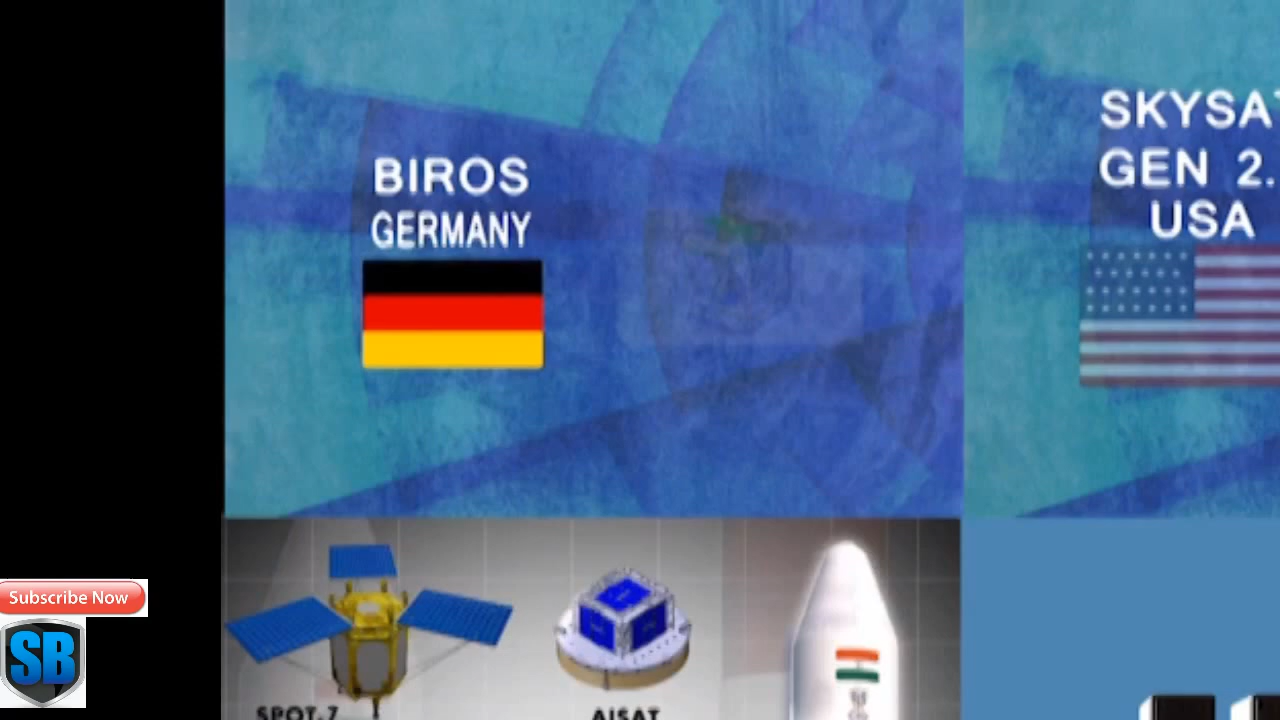 BIROS
GERMANY
SKYSAT
GEN 2.
USA
Subscribe Now
SB
SPOT-7
AISAT